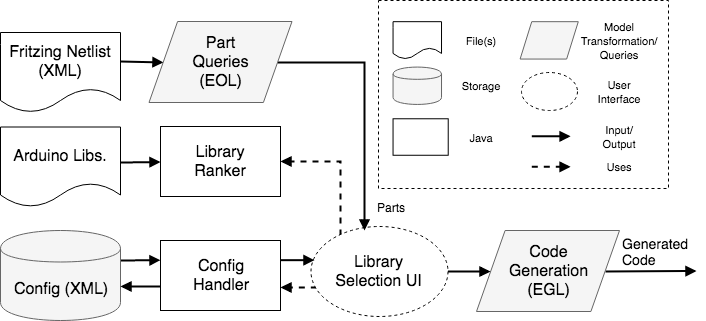 Fritzing Netlist
(XML)
Part
Queries
(EOL)
File(s)
Model
Transformation/
Queries
Storage
User
Interface
Java
Input/
Output
Uses
Arduino Libs.
Library
Ranker
Parts
Config (XML)
Config
Handler
Library
Selection UI
Code
Generation
(EGL)
Generated
Code